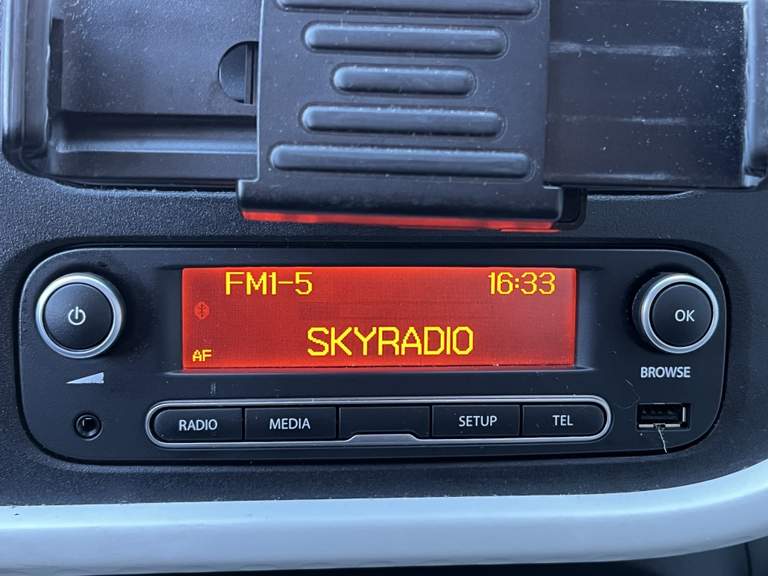 FM1-5 16:33
AF SKYRADIO
OK
BROWSE
RADIO MEDIA SETUP TEL